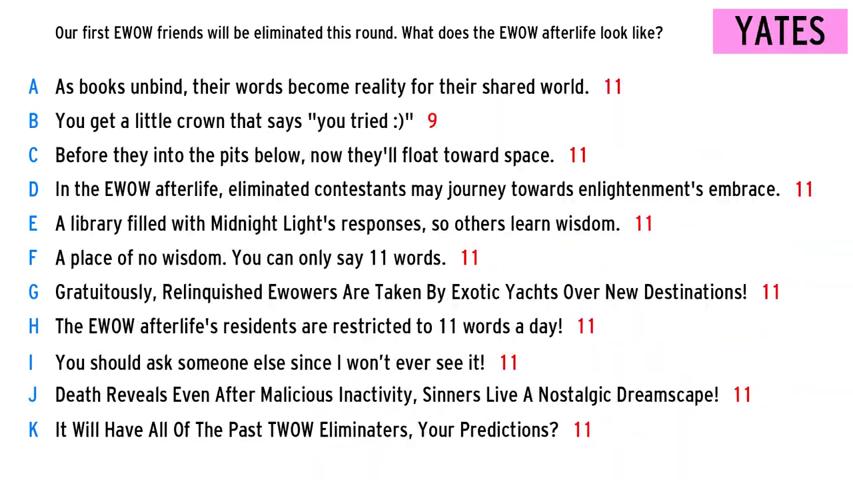 Our first EWOW friends will be eliminated this round. What does the EWOW afterlife look like?
YATES
A As books unbind, their words become reality for their shared world. 11
B You get a little crown that says "you tried :)" 9
C Before they into the pits below, now they'll float toward space. 11
D In the EWOW afterlife, eliminated contestants may journey towards enlightenment's embrace. 11
E A library filled with Midnight Light's responses, so others learn wisdom. 11
F A place of no wisdom. You can only say 11 words. 11
G Gratuitously, Relinquished Ewowers Are Taken By Exotic Yachts Over New Destinations! 11
H The EWOW afterlife's residents are restricted to 11 words a day! 11
I You should ask someone else since I won’t ever see it! 11
J Death Reveals Even After Malicious Inactivity, Sinners Live A Nostalgic Dreamscape! 11
K It Will Have All Of The Past TWOW Eliminaters, Your Predictions? 11